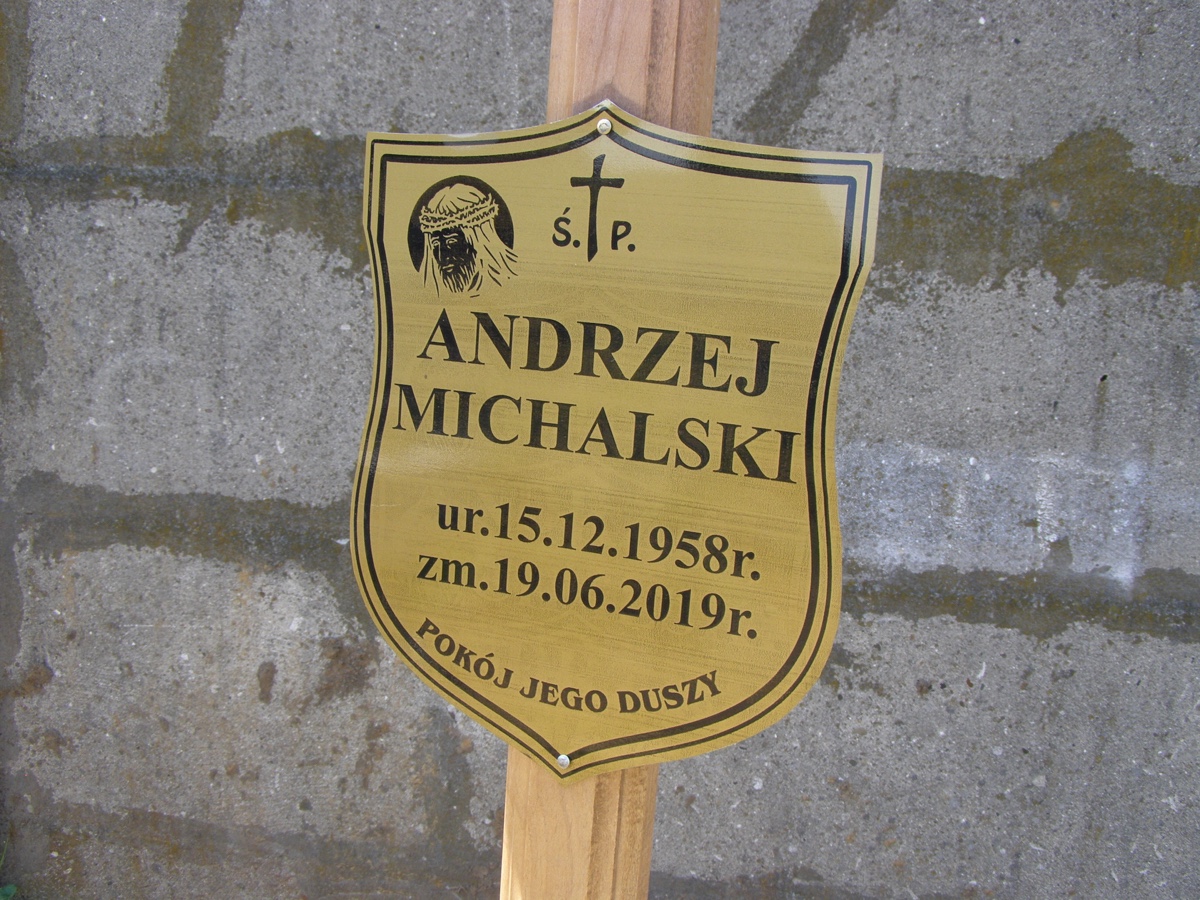 Ś. P.
ANDRZEJ
MICHALSKI
ur.15.12.1958r.
zm.19.06.2019r.
POKÓJ JEGO DUSZY